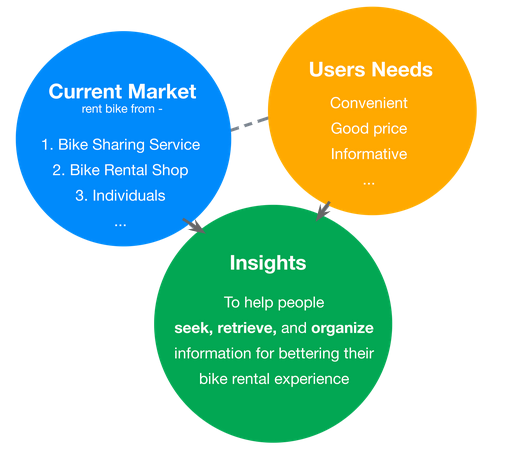 Current Market
rent bike from -
1. Bike Sharing Service
2. Bike Rental Shop
3. Individuals
...
Users Needs
Convenient
Good price
Informative
...
Insights
To help people
seek, retrieve, and organize
information for bettering their
bike rental experience